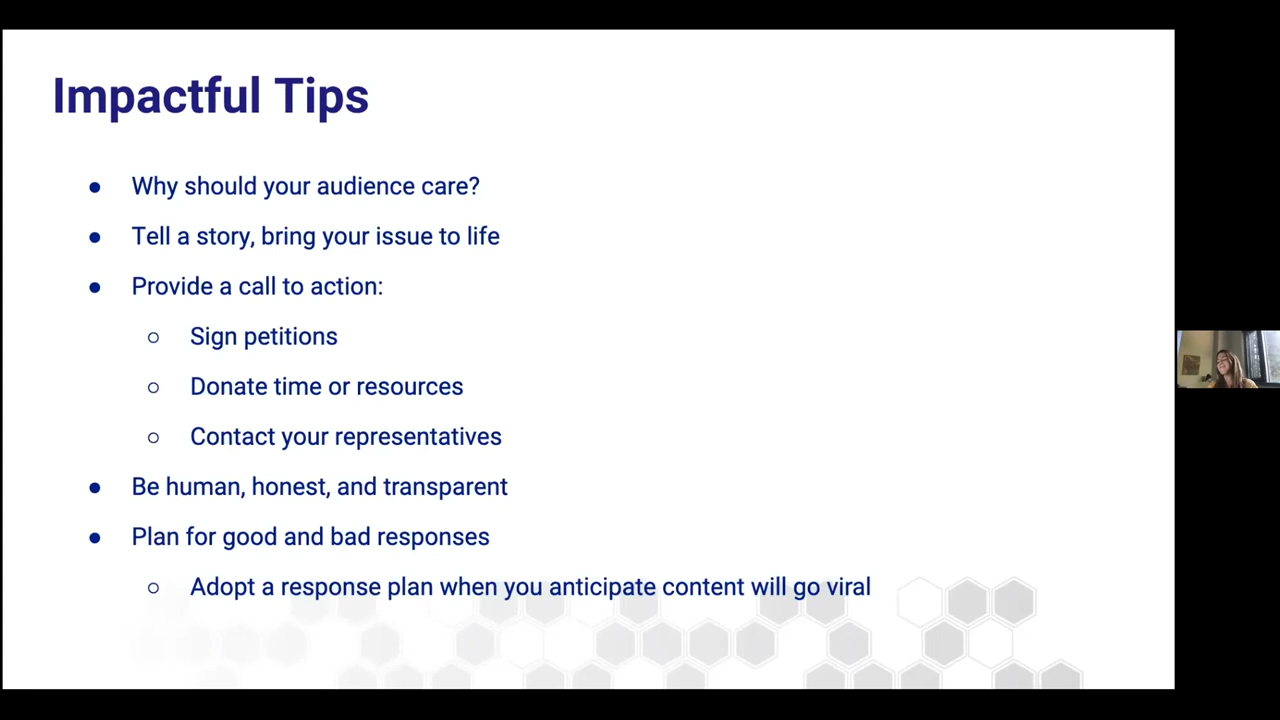 Impactful Tips
● Why should your audience care?
● Tell a story, bring your issue to life
● Provide a call to action:
○ Sign petitions
○ Donate time or resources
○ Contact your representatives
● Be human, honest, and transparent
● Plan for good and bad responses
○ Adopt a response plan when you anticipate content will go viral